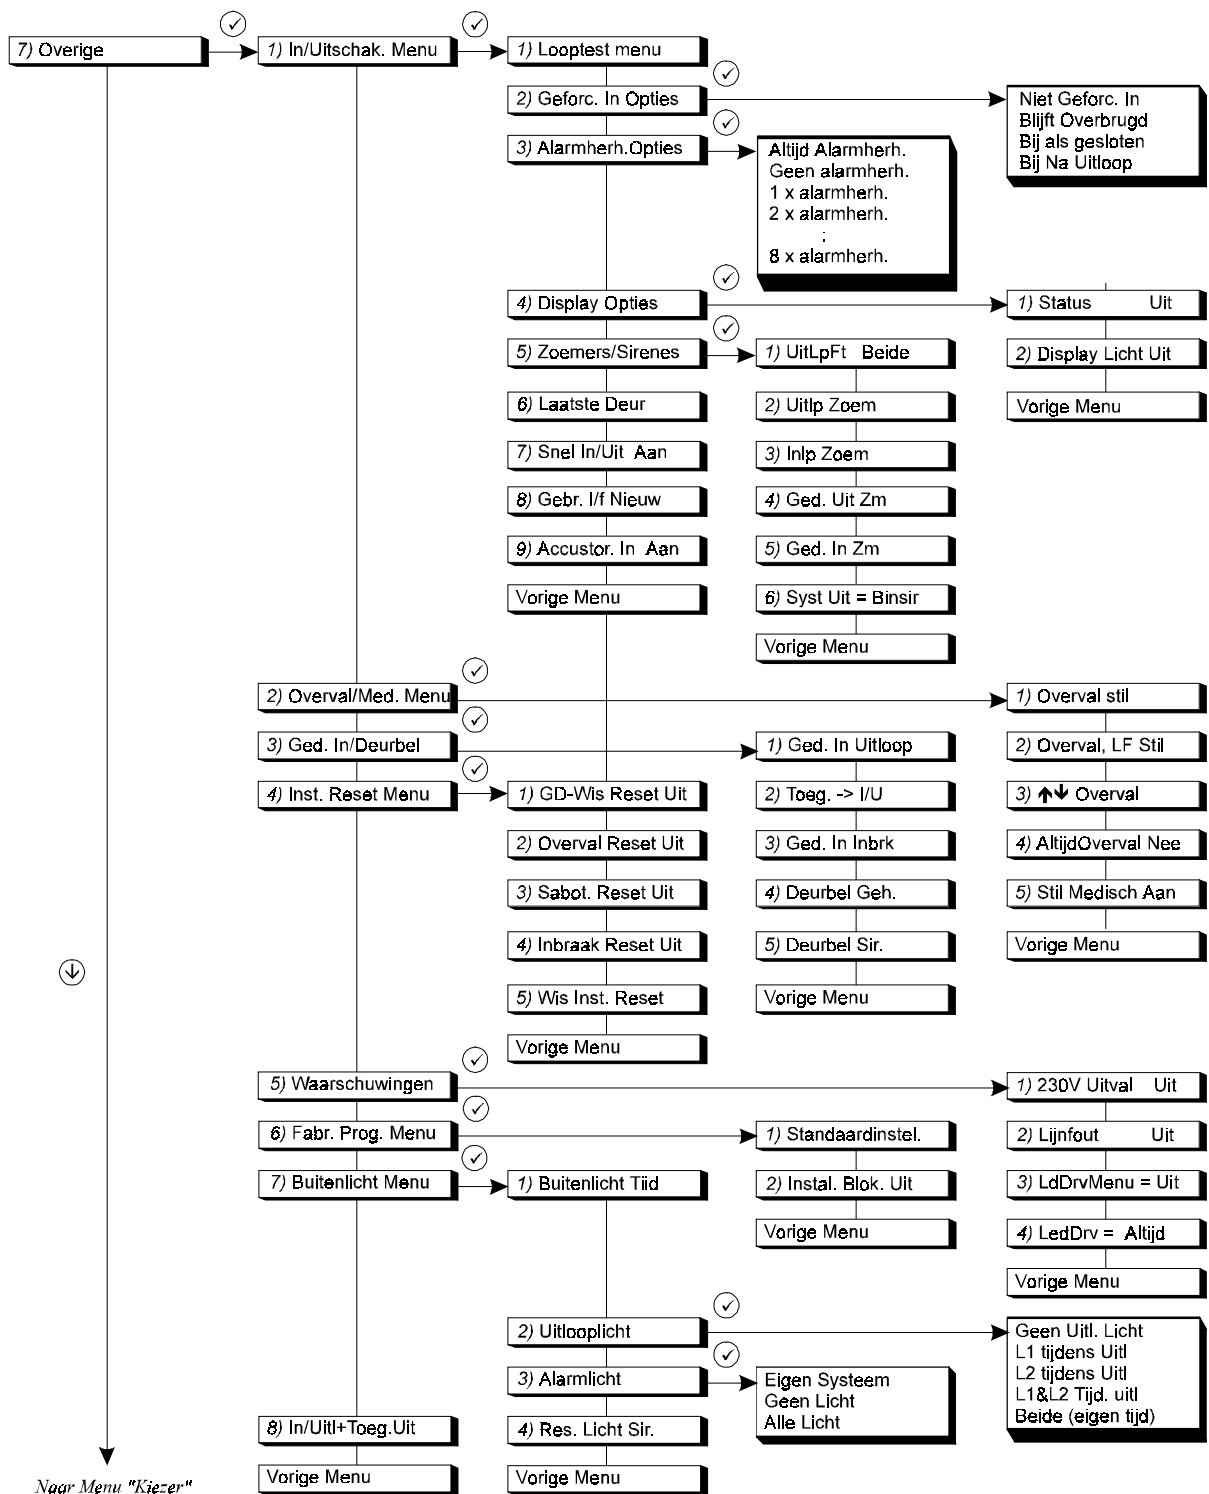 7) Overige
1) In/Uitschak. Menu
1) Looptest menu
2) Geforc. In Opties
Niet Geforc. In
Blijft Overbrugd
Bij als gesloten
Bij Na Uitloop
3) Alarmherh.Opties
Altijd Alarmherh.
Geen alarmherh.
1 x alarmherh.
2 x alarmherh.
:
8 x alarmherh.
4) Display Opties
1) Status Uit
2) Display Licht Uit
Vorige Menu
5) Zoemers/Sirenes
1) UitLpFt Beide
2) Uitlp Zoem
3) Inlp Zoem
4) Ged. Uit Zm
5) Ged. In Zm
6) Syst Uit = Binsir
Vorige Menu
6) Laatste Deur
7) Snel In/Uit Aan
8) Gebr. I/f Nieuw
9) Accustor. In Aan
Vorige Menu
2) Overval/Med. Menu
1) Overval stil
2) Overval, LF Stil
3) ↑↓ Overval
4) AltijdOverval Nee
5) Stil Medisch Aan
Vorige Menu
3) Ged. In/Deurbel
1) Ged. In Uitloop
2) Toeg. -> I/U
3) Ged. In Inbrk
4) Deurbel Geh.
5) Deurbel Sir.
Vorige Menu
4) Inst. Reset Menu
1) GD-Wis Reset Uit
2) Overval Reset Uit
3) Sabot. Reset Uit
4) Inbraak Reset Uit
5) Wis Inst. Reset
Vorige Menu
5) Waarschuwingen
1) 230V Uitval Uit
2) Lijnfout Uit
3) LdDrvMenu = Uit
4) LedDrv = Altijd
Vorige Menu
6) Fabr. Prog. Menu
1) Standaardinstel.
2) Instal. Blok. Uit
Vorige Menu
7) Buitenlicht Menu
1) Buitenlicht Tiid
2) Uitlooplicht
Geen Uitl. Licht
L1 tijdens Uitl
L2 tijdens Uitl
L1&L2 Tijd. uitl
Beide (eigen tijd)
3) Alarmlicht
Eigen Systeem
Geen Licht
Alle Licht
4) Res. Licht Sir.
Vorige Menu
8) In/Uitl+Toeg.Uit
Vorige Menu
Naar Menu "Kiezer"